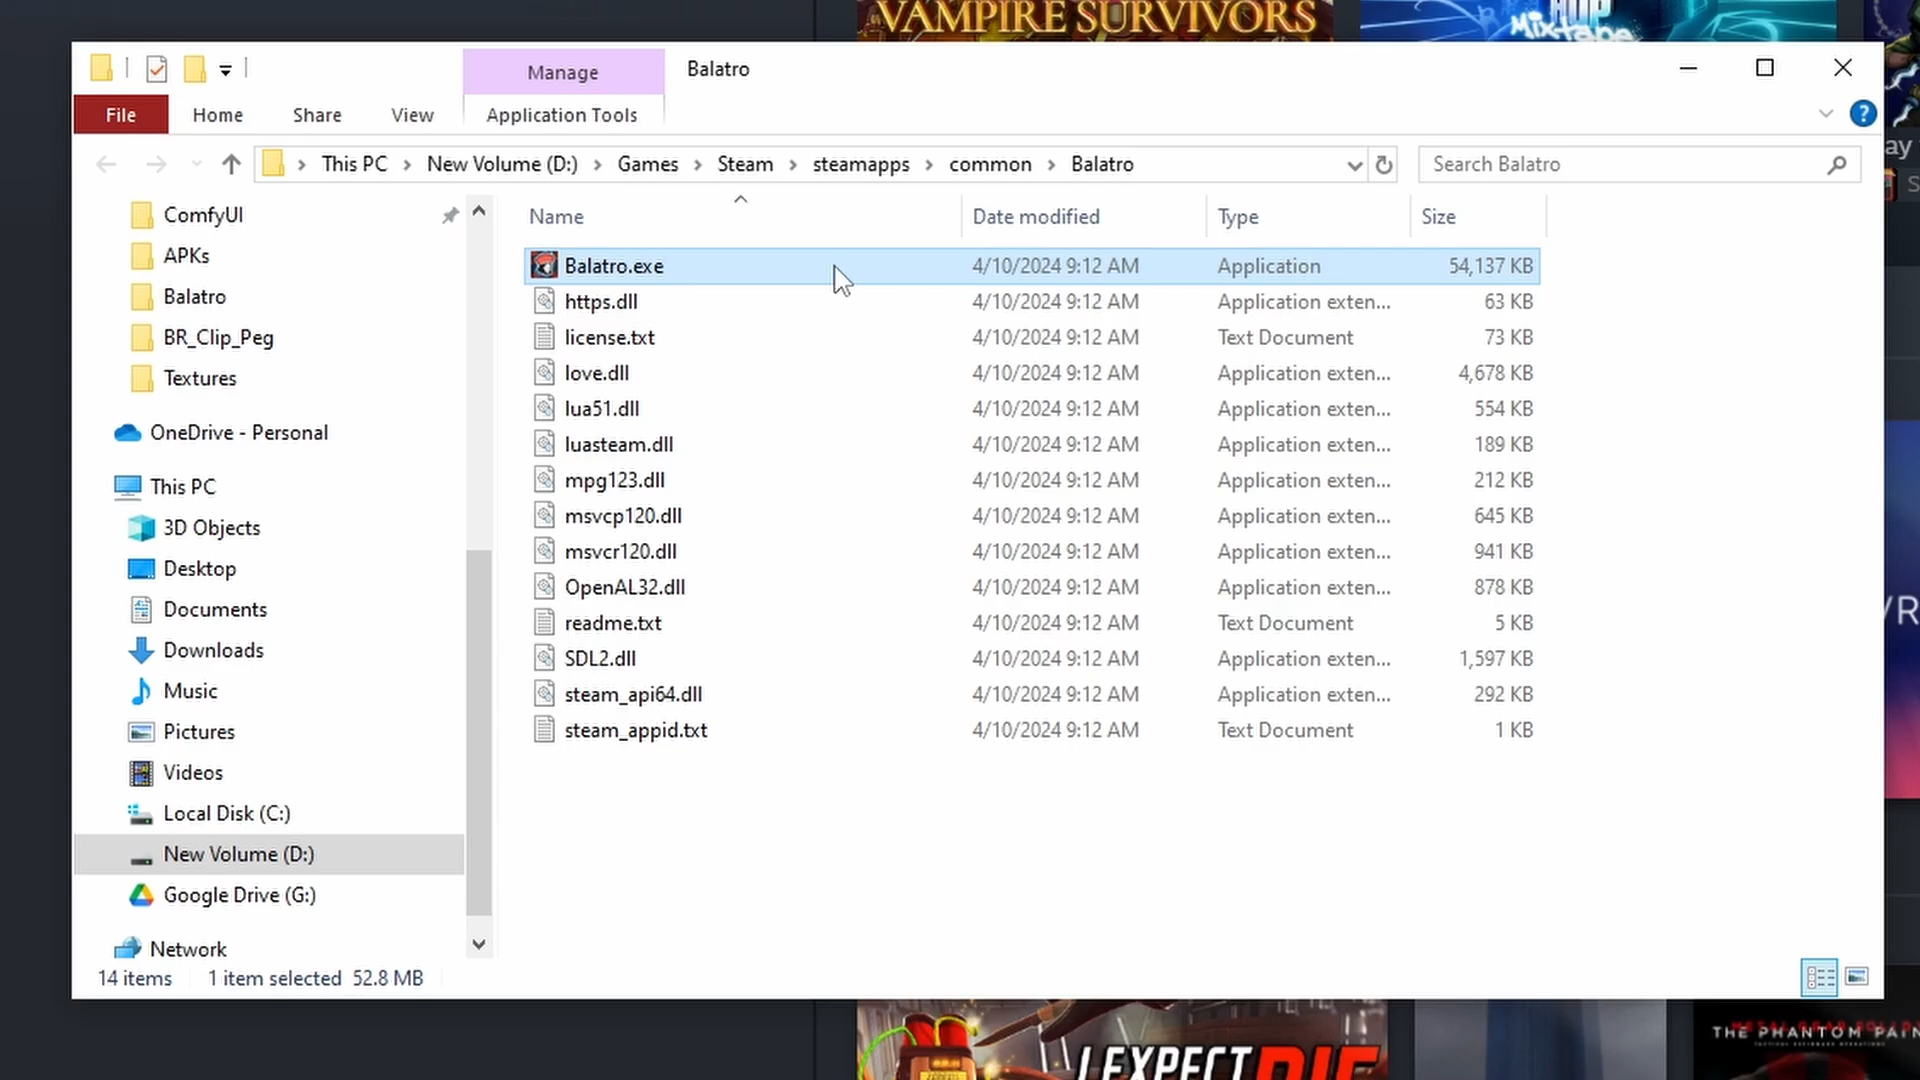 VAMPIRE SURVIVORS
Mixtape
Manage
Balatro
File
Home
Share
View
Application Tools
?
ay
S
This PC
New Volume (D:)
Games
Steam
steamapps
common
Balatro
Search Balatro
Name
Date modified
Type
Size
ComfyUI
APKs
Balatro
BR_Clip_Peg
Textures
OneDrive - Personal
This PC
3D Objects
Desktop
Documents
Downloads
Music
Pictures
Videos
Local Disk (C:)
New Volume (D:)
Google Drive (G:)
Network
Balatro.exe 4/10/2024 9:12 AM Application 54,137 KB
https.dll 4/10/2024 9:12 AM Application exten... 63 KB
license.txt 4/10/2024 9:12 AM Text Document 73 KB
love.dll 4/10/2024 9:12 AM Application exten... 4,678 KB
lua51.dll 4/10/2024 9:12 AM Application exten... 554 KB
luasteam.dll 4/10/2024 9:12 AM Application exten... 189 KB
mpg123.dll 4/10/2024 9:12 AM Application exten... 212 KB
msvcp120.dll 4/10/2024 9:12 AM Application exten... 645 KB
msvcr120.dll 4/10/2024 9:12 AM Application exten... 941 KB
OpenAL32.dll 4/10/2024 9:12 AM Application exten... 878 KB
readme.txt 4/10/2024 9:12 AM Text Document 5 KB
SDL2.dll 4/10/2024 9:12 AM Application exten... 1,597 KB
steam_api64.dll 4/10/2024 9:12 AM Application exten... 292 KB
steam_appid.txt 4/10/2024 9:12 AM Text Document 1 KB
VR
14 items
1 item selected 52.8 MB
I EXPECT DIE
THE PHANTOM PAIN